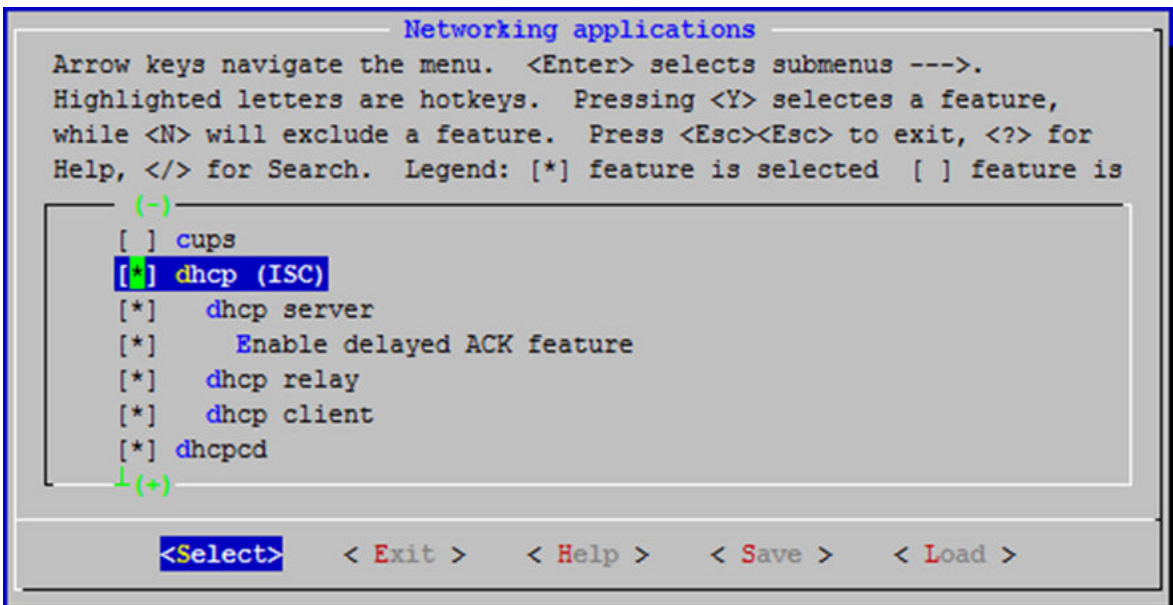 Networking applications
Arrow keys navigate the menu.  <Enter> selects submenus --->.
Highlighted letters are hotkeys.  Pressing <Y> selectes a feature,
while <N> will exclude a feature.  Press <Esc><Esc> to exit, <?> for
Help, </> for Search.  Legend: [*] feature is selected  [ ] feature is
(-)
[ ] cups
[*] dhcp (ISC)
[*]   dhcp server
[*]     Enable delayed ACK feature
[*]   dhcp relay
[*]   dhcp client
[*] dhcpcd
┴(+)
<Select>    < Exit >    < Help >    < Save >    < Load >